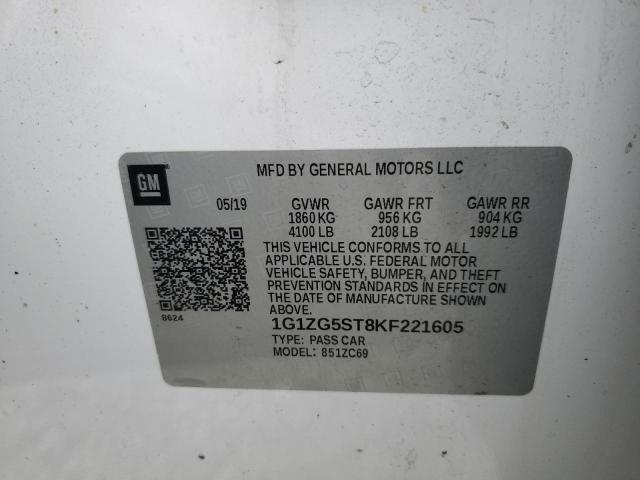 GM
MFD BY GENERAL MOTORS LLC
05/19 GVWR GAWR FRT GAWR RR
1860 KG 956 KG 904 KG
4100 LB 2108 LB 1992 LB
THIS VEHICLE CONFORMS TO ALL
APPLICABLE U.S. FEDERAL MOTOR
VEHICLE SAFETY, BUMPER, AND THEFT
PREVENTION STANDARDS IN EFFECT ON
THE DATE OF MANUFACTURE SHOWN
ABOVE.
8624
1G1ZG5ST8KF221605
TYPE: PASS CAR
MODEL: 851ZC69